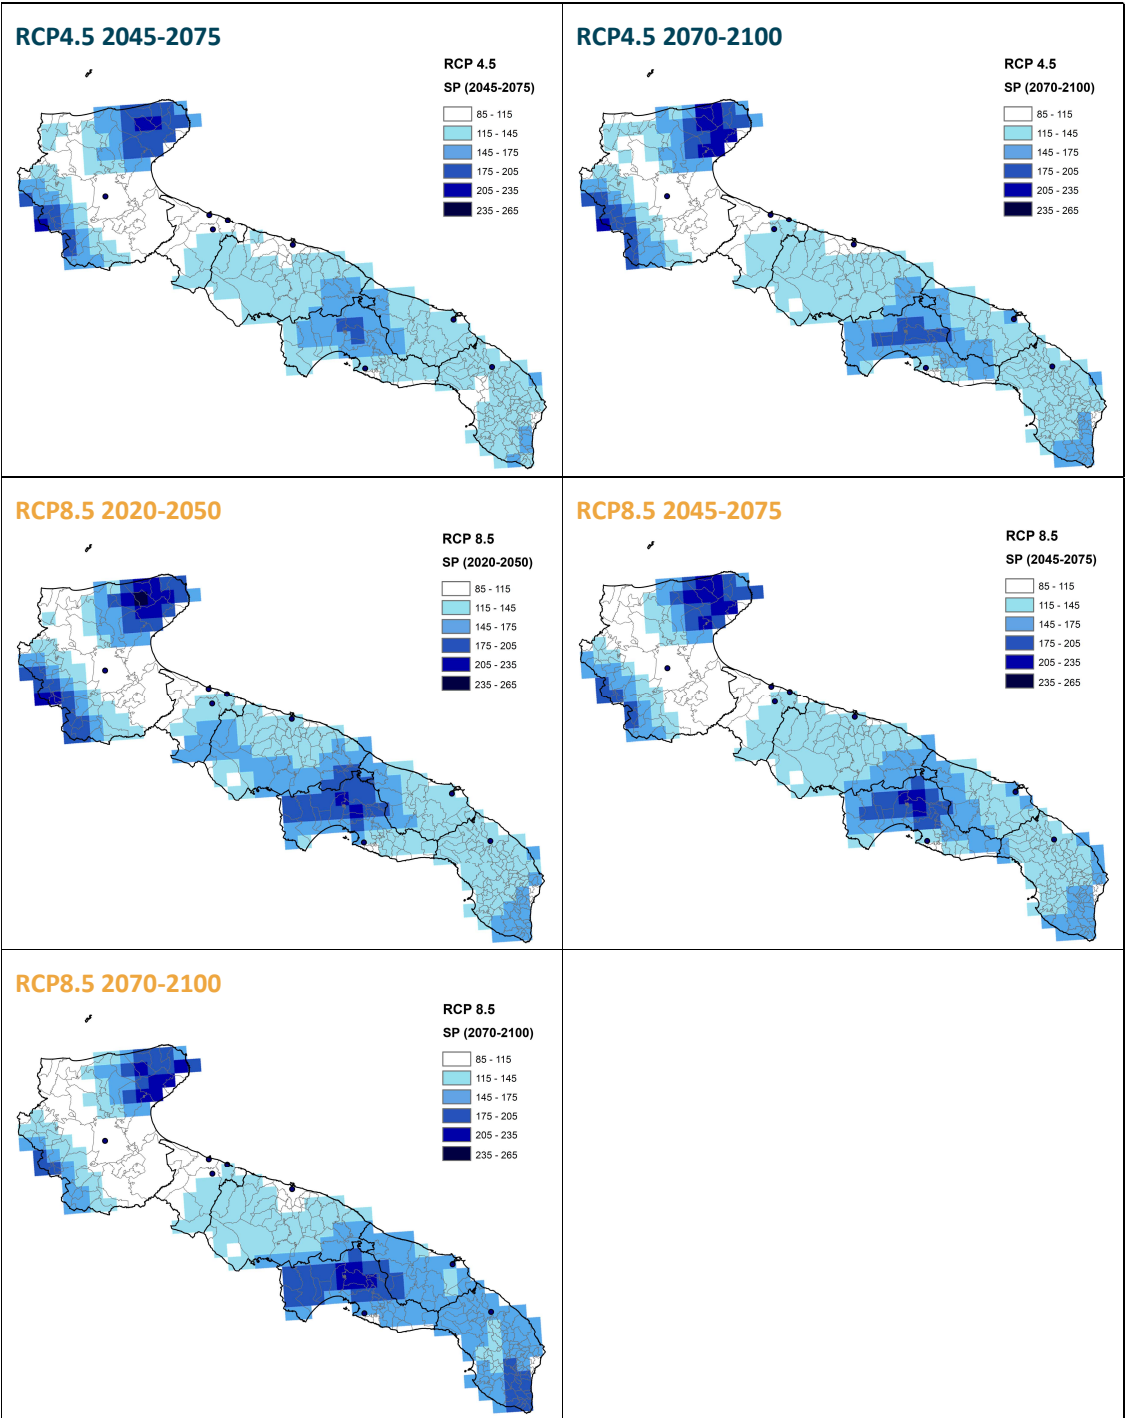 RCP4.5 2045-2075
RCP 4.5
SP (2045-2075)
85 - 115
115 - 145
145 - 175
175 - 205
205 - 235
235 - 265
RCP4.5 2070-2100
RCP 4.5
SP (2070-2100)
85 - 115
115 - 145
145 - 175
175 - 205
205 - 235
235 - 265
RCP8.5 2020-2050
RCP 8.5
SP (2020-2050)
85 - 115
115 - 145
145 - 175
175 - 205
205 - 235
235 - 265
RCP8.5 2045-2075
RCP 8.5
SP (2045-2075)
85 - 115
115 - 145
145 - 175
175 - 205
205 - 235
235 - 265
RCP8.5 2070-2100
RCP 8.5
SP (2070-2100)
85 - 115
115 - 145
145 - 175
175 - 205
205 - 235
235 - 265